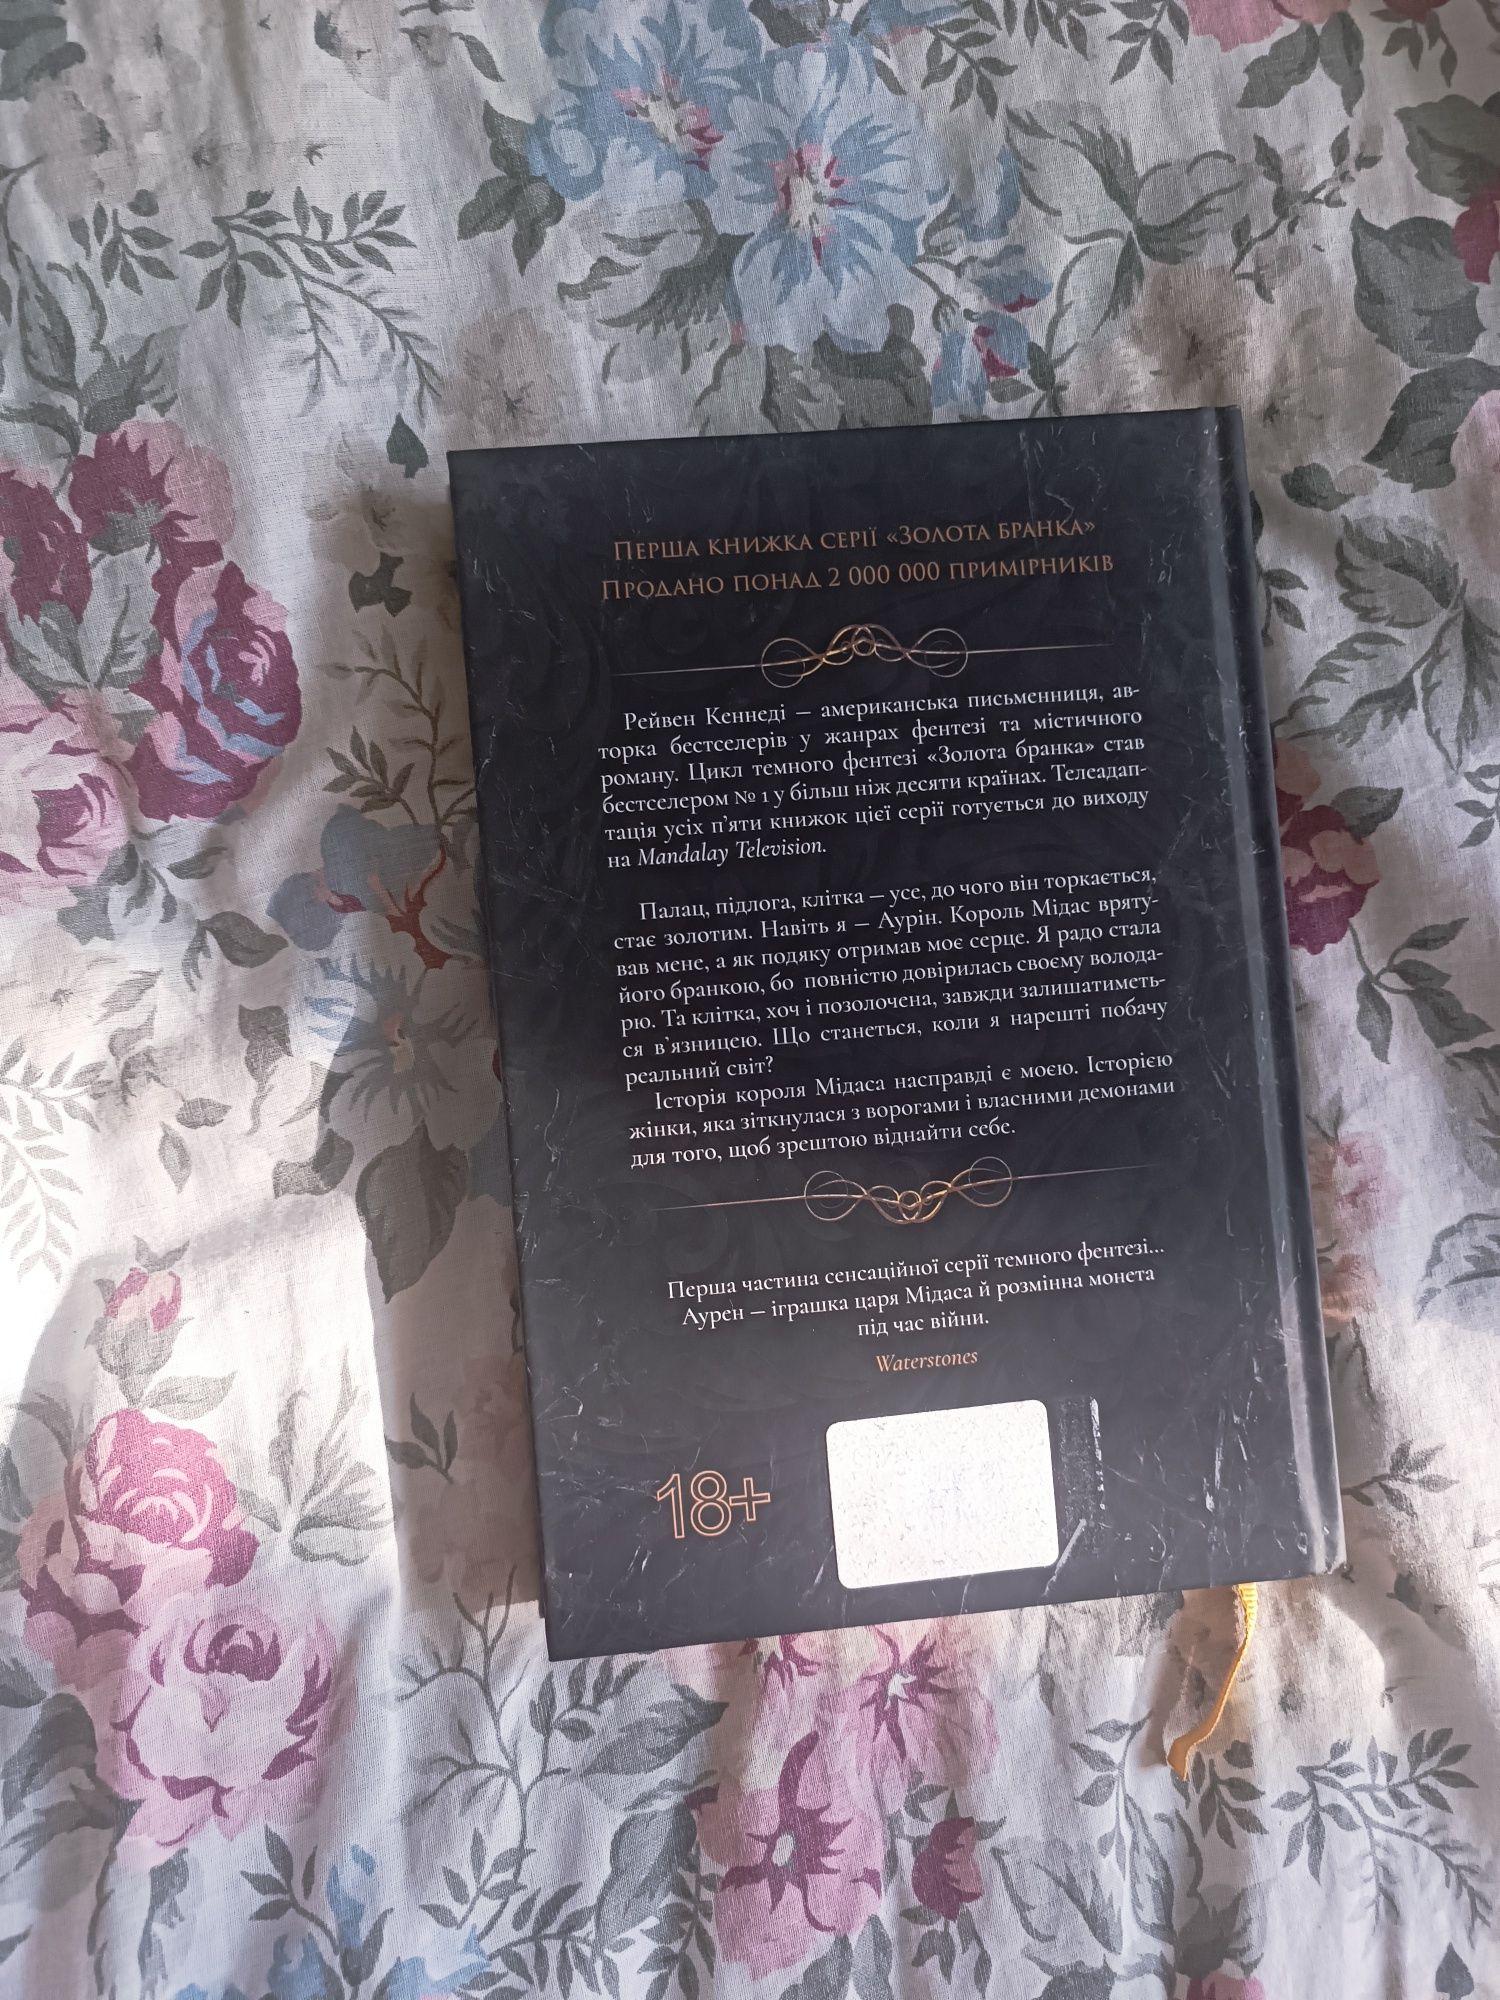 Перша книжка серії «Золота бранка»
Продано понад 2 000 000 примірників
Рейвен Кеннеді — американська письменниця, ав-
торка бестселерів у жанрах фентезі та містичного
роману. Цикл темного фентезі «Золота бранка» став
бестселером № 1 у більш ніж десяти країнах. Телеадап-
тація усіх п’яти книжок цієї серії готується до виходу
на Mandalay Television.
Палац, підлога, клітка — усе, до чого він торкається,
стає золотим. Навіть я — Аурін. Король Мідас вряту-
вав мене, а як подяку отримав моє серце. Я радо стала
його бранкою, бо повністю довірилась своєму волода-
рю. Та клітка, хоч і позолочена, завжди залишатиметь-
ся в’язницею. Що станеться, коли я нарешті побачу
реальний світ?
Історія короля Мідаса насправді є моєю. Історією
жінки, яка зіткнулася з ворогами і власними демонами
для того, щоб зрештою віднайти себе.
Перша частина сенсаційної серії темного фентезі...
Аурен — іграшка царя Мідаса й розмінна монета
під час війни.
Waterstones
18+